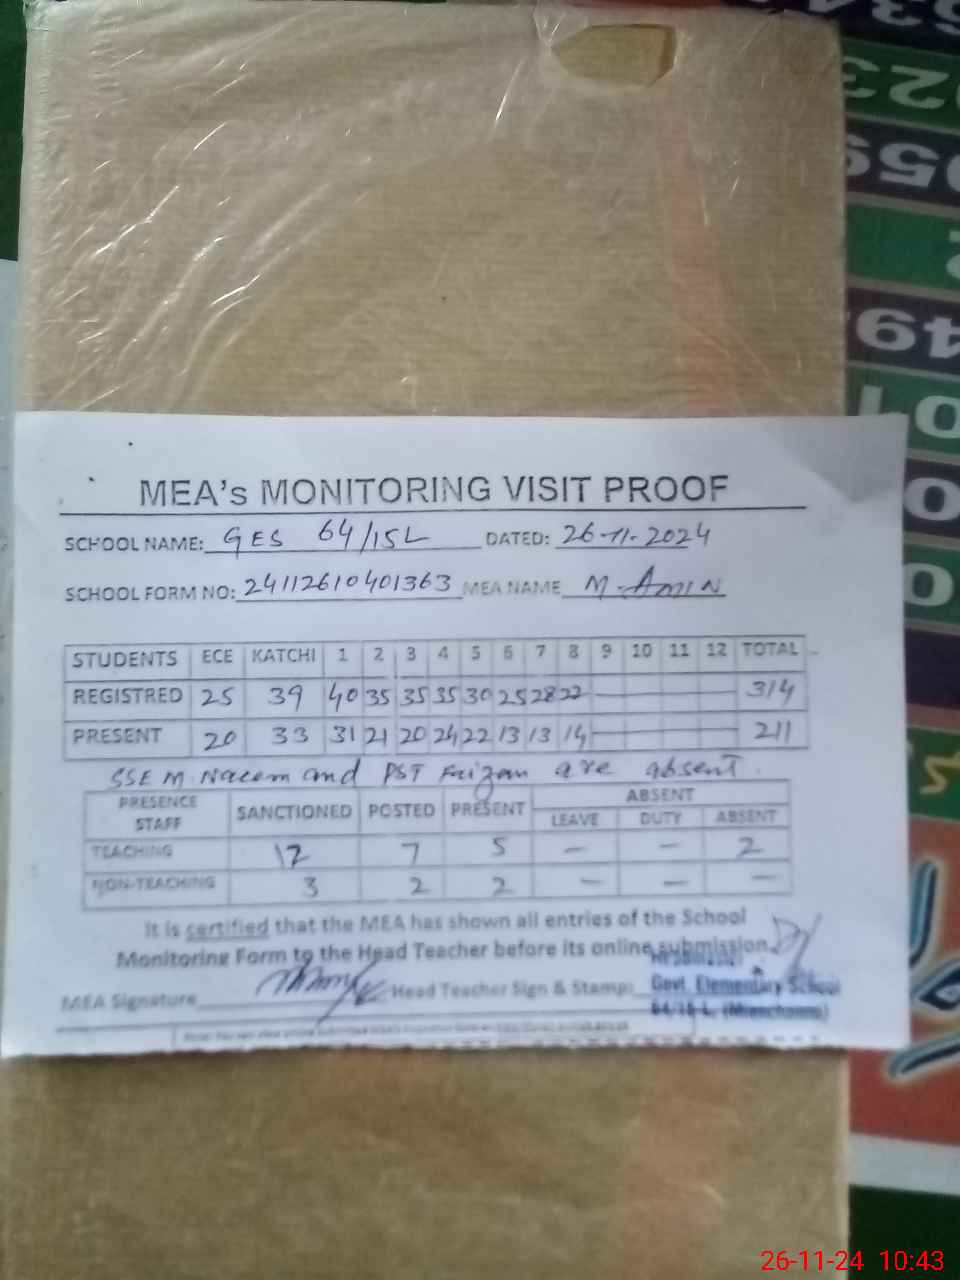 MEA's MONITORING VISIT PROOF
SCHOOL NAME: GES 64/15L DATED: 26-11-2024
SCHOOL FORM NO: 24112610401363 MEA NAME M-AMIN
STUDENTS ECE KATCHI 1 2 3 4 5 6 7 8 9 10 11 12 TOTAL
REGISTRED 25 39 40 35 35 35 30 25 28 22 314
PRESENT 20 33 31 21 20 24 22 13 13 14 211
SSE M. Naeem and PST Faizan are absent.
PRESENCE STAFF SANCTIONED POSTED PRESENT ABSENT
LEAVE DUTY ABSENT
TEACHING 12 7 5 - - 2
NON-TEACHING 3 2 2 - - -
It is certified that the MEA has shown all entries of the School
Monitoring Form to the Head Teacher before its online submission.
MEA Signature Head Teacher Sign & Stamp:
Govt. Elementary School
64/15-L, (Mianchannu)
26-11-24 10:43